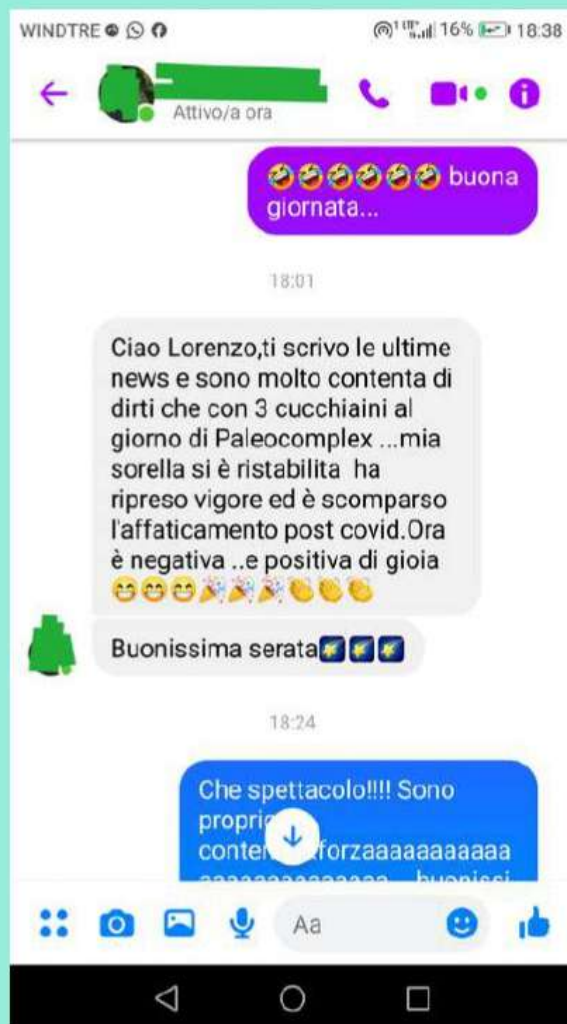 WINDTRE
16% 18:38
Attivo/a ora
🤣🤣🤣🤣🤣🤣 buona
giornata...
18:01
Ciao Lorenzo,ti scrivo le ultime
news e sono molto contenta di
dirti che con 3 cucchiaini al
giorno di Paleocomplex ...mia
sorella si è ristabilita ha
ripreso vigore ed è scomparso
l'affaticamento post covid.Ora
è negativa ..e positiva di gioia
😁😁😁🎉🎉🎉👏👏👏
Buonissima serata🌠🌠🌠
18:24
Che spettacolo!!!! Sono
forzaaaaaaaaaaa
Aa